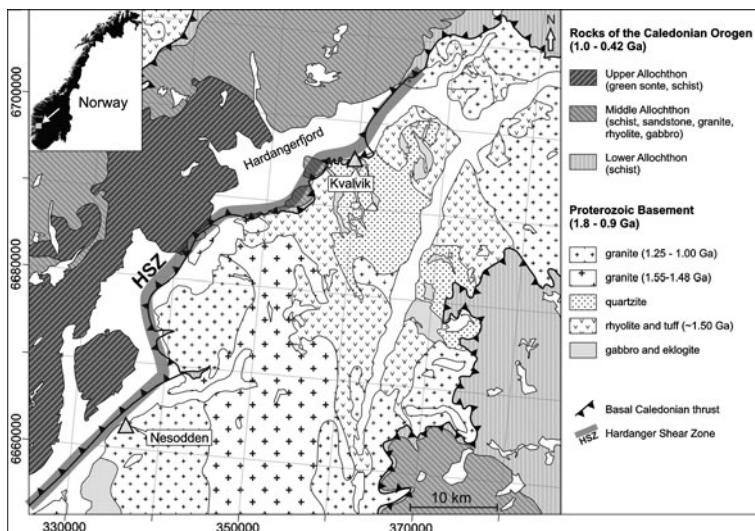 Norway
N
6700000
6680000
6660000
330000
350000
370000
Hardangerfjord
Kvalvik
HSZ
Nesodden
10 km
Rocks of the Caledonian Orogen
(1.0 - 0.42 Ga)
Upper Allochthon
(green sonte, schist)
Middle Allochthon
(schist, sandstone, granite,
rhyolite, gabbro)
Lower Allochthon
(schist)
Proterozoic Basement
(1.8 - 0.9 Ga)
granite (1.25 - 1.00 Ga)
granite (1.55-1.48 Ga)
quartzite
rhyolite and tuff (~1.50 Ga)
gabbro and eklogite
Basal Caledonian thrust
HSZ
Hardanger Shear Zone